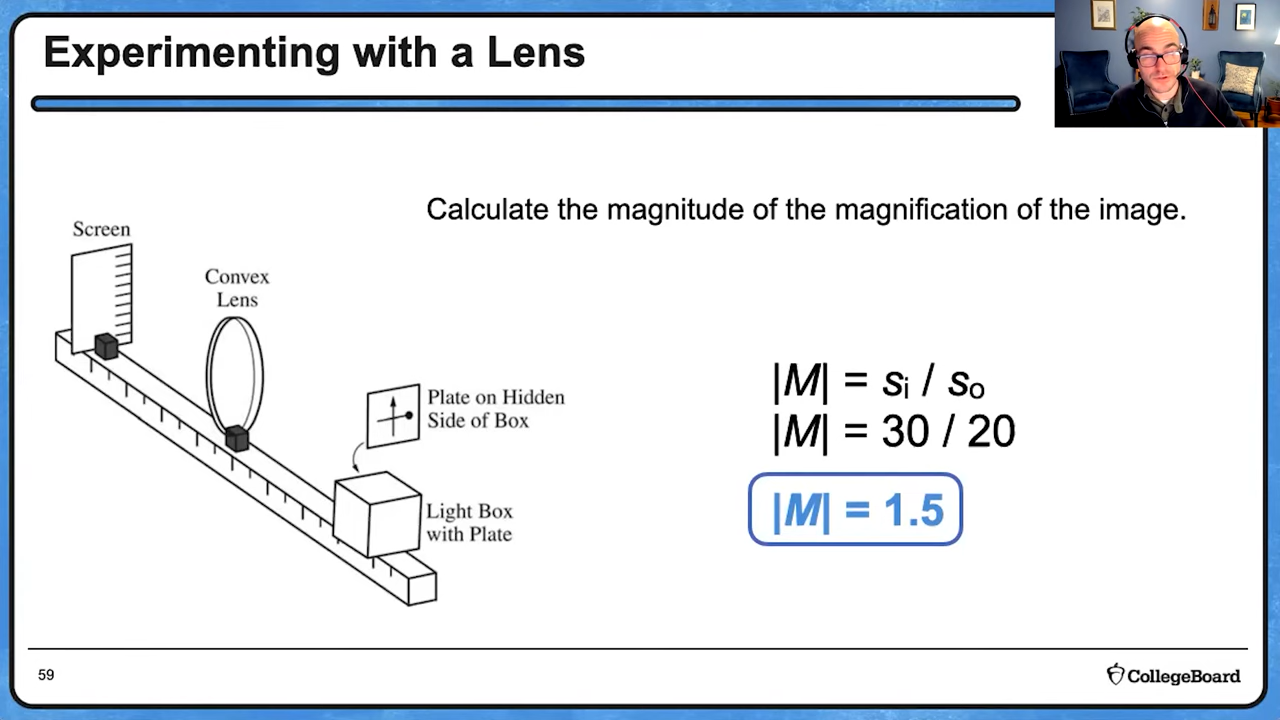 Experimenting with a Lens
Calculate the magnitude of the magnification of the image.
Screen
Convex
Lens
Plate on Hidden
Side of Box
Light Box
with Plate
|M| = sᵢ / sₒ
|M| = 30 / 20
|M| = 1.5
59
CollegeBoard